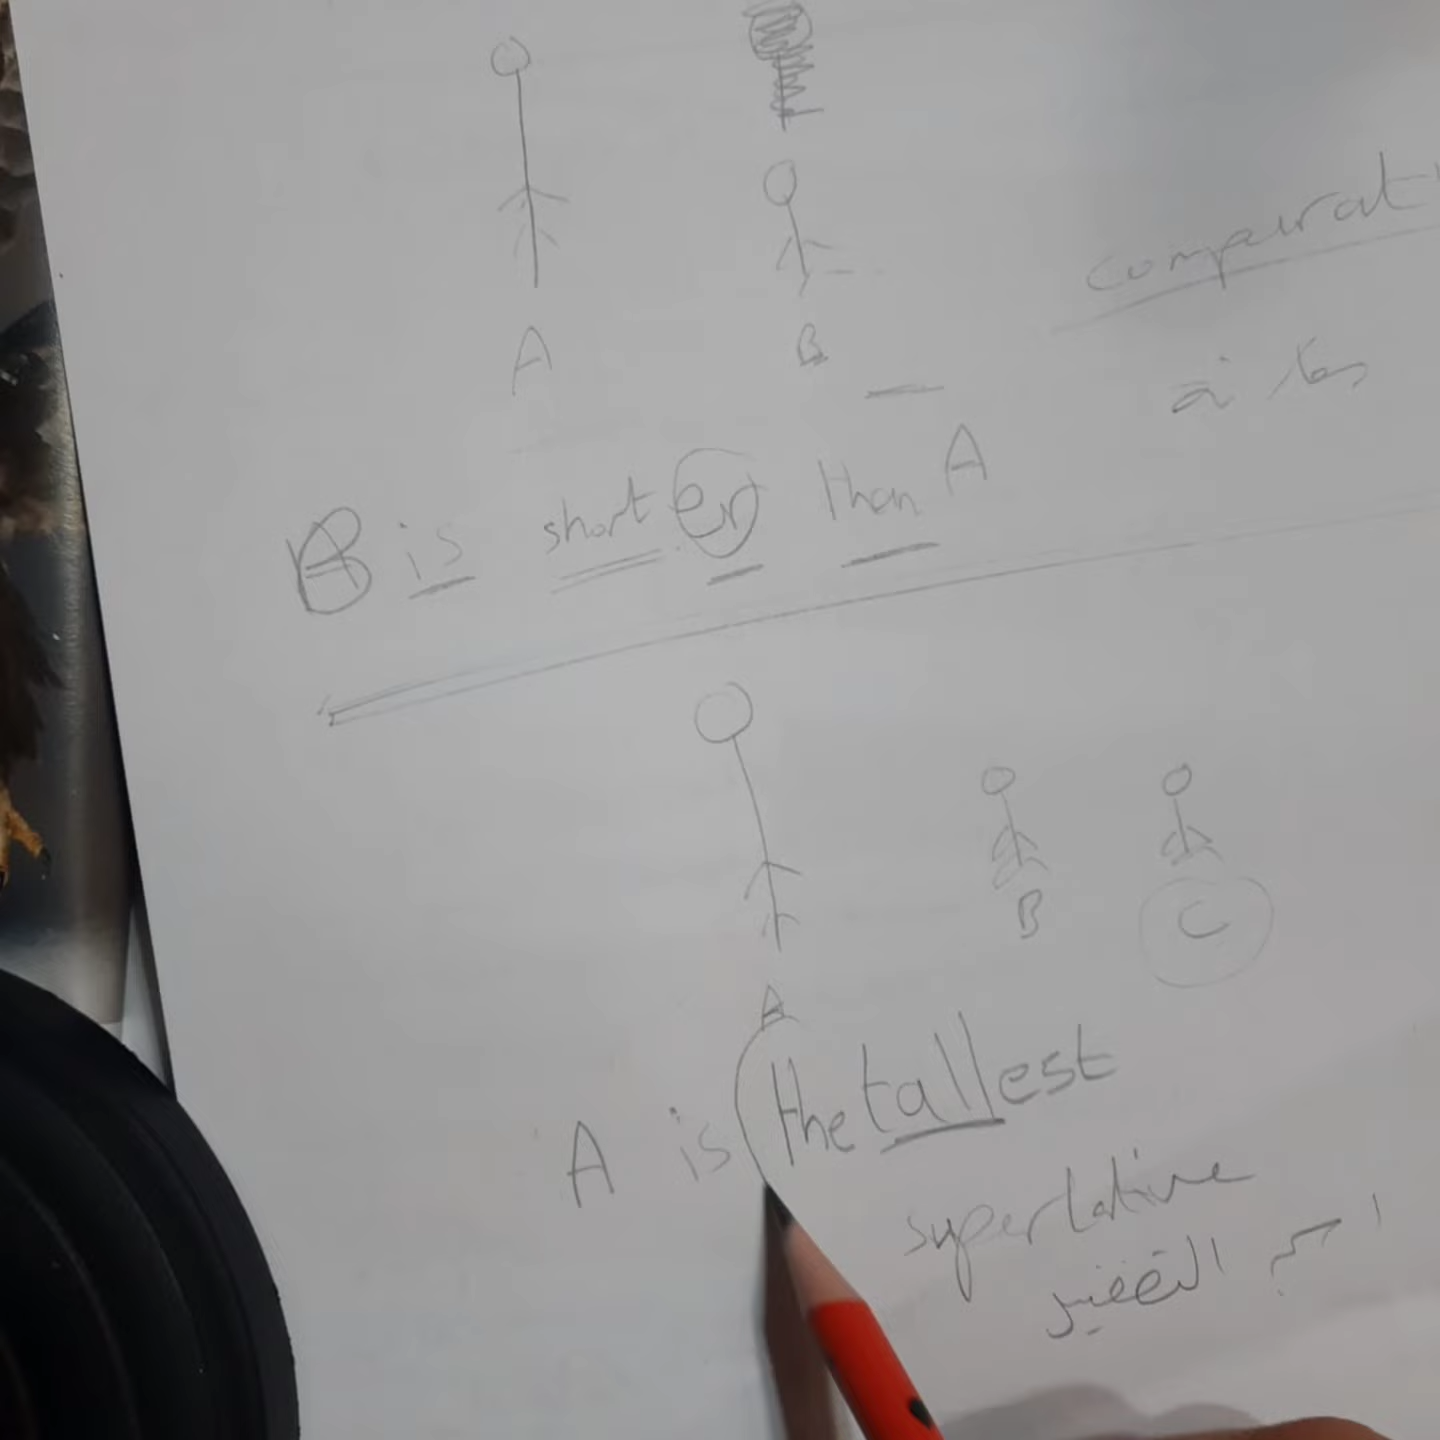 A B
comparat
مقارنة
B is shorter than A
B C
A
A is the tallest
superlative
اسم التفضيل